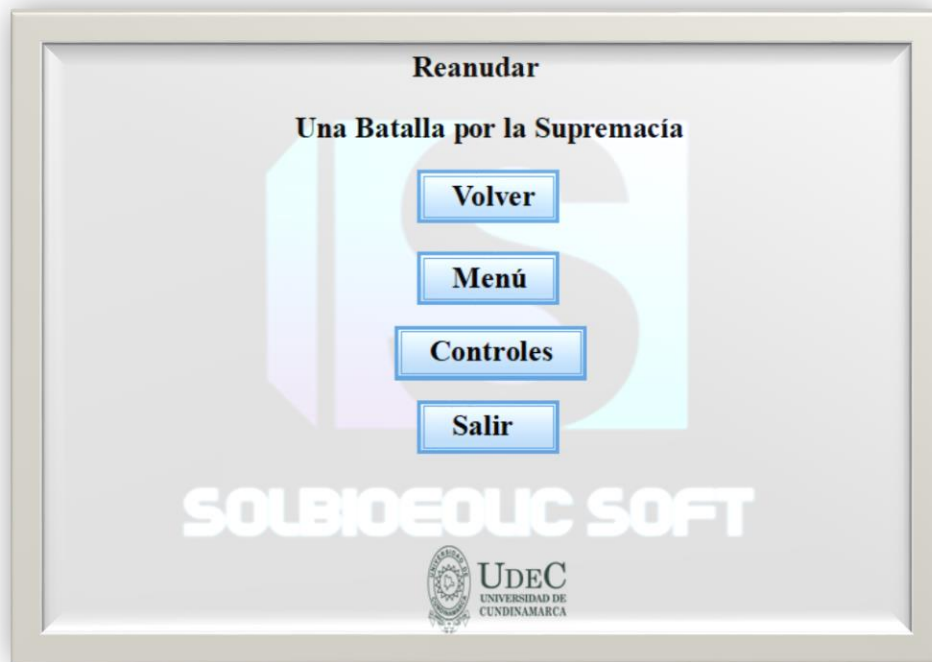 Reanudar
Una Batalla por la Supremacía
Volver
Menú
Controles
Salir
SOLBIOEOLIC SOFT
UDEC
UNIVERSIDAD DE
CUNDINAMARCA